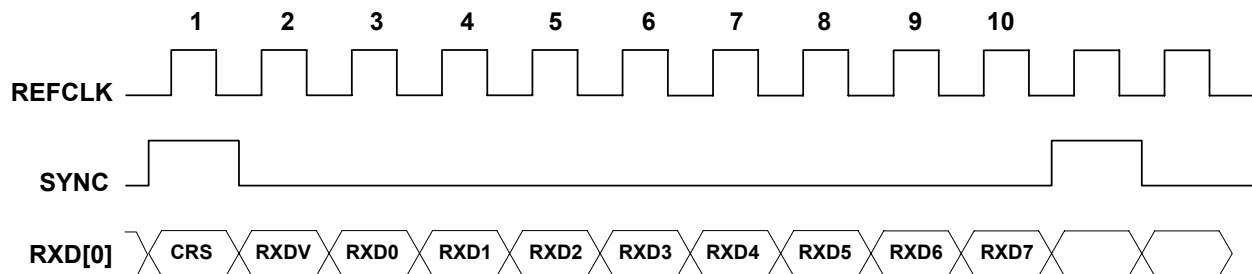 1 2 3 4 5 6 7 8 9 10
REFCLK
SYNC
RXD[0] CRS RXDV RXD0 RXD1 RXD2 RXD3 RXD4 RXD5 RXD6 RXD7